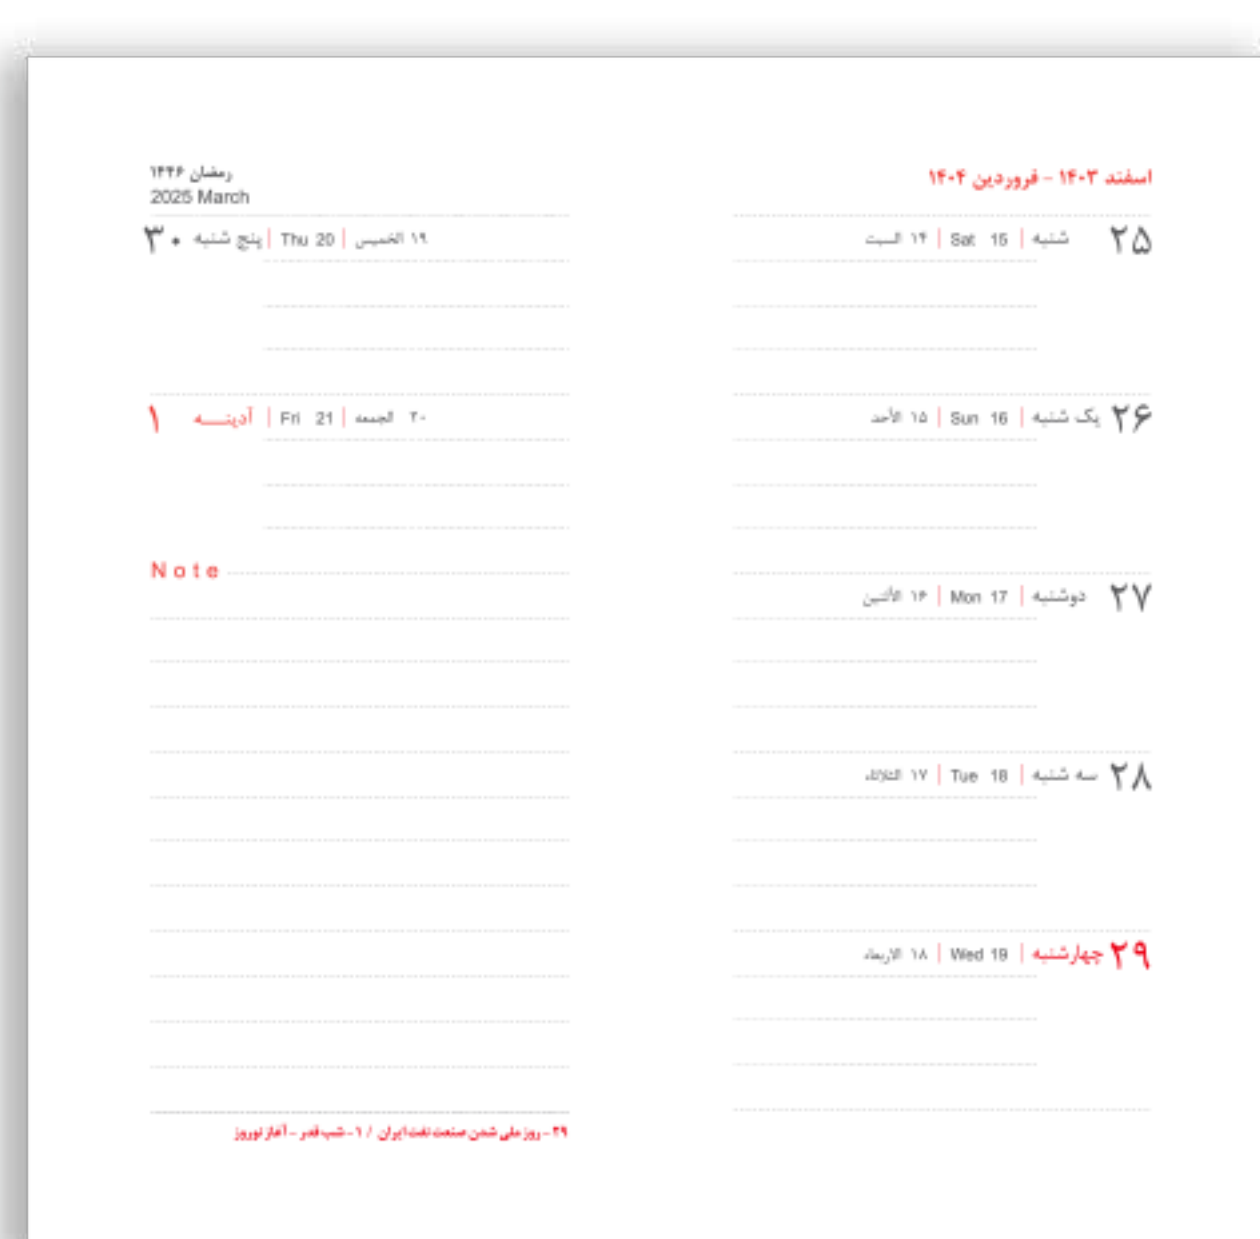 اسفند ۱۴۰۳ - فروردین ۱۴۰۴
۲۵ شنبه | Sat 15 | ۱۴ السبت
۲۶ یک شنبه | Sun 16 | ۱۵ الأحد
۲۷ دوشنبه | Mon 17 | ۱۶ الأثنین
۲۸ سه شنبه | Tue 18 | ۱۷ الثلاثاء
۲۹ چهارشنبه | Wed 19 | ۱۸ الاربعاء
رمضان ۱۴۴۶
2025 March
۳۰ پنج شنبه | Thu 20 | ۱۹ الخمیس
۱ آدینه | Fri 21 | ۲۰ الجمعه
Note
۲۹ - روز ملی شدن صنعت نفت ایران / ۱ - شب قدر - آغاز نوروز